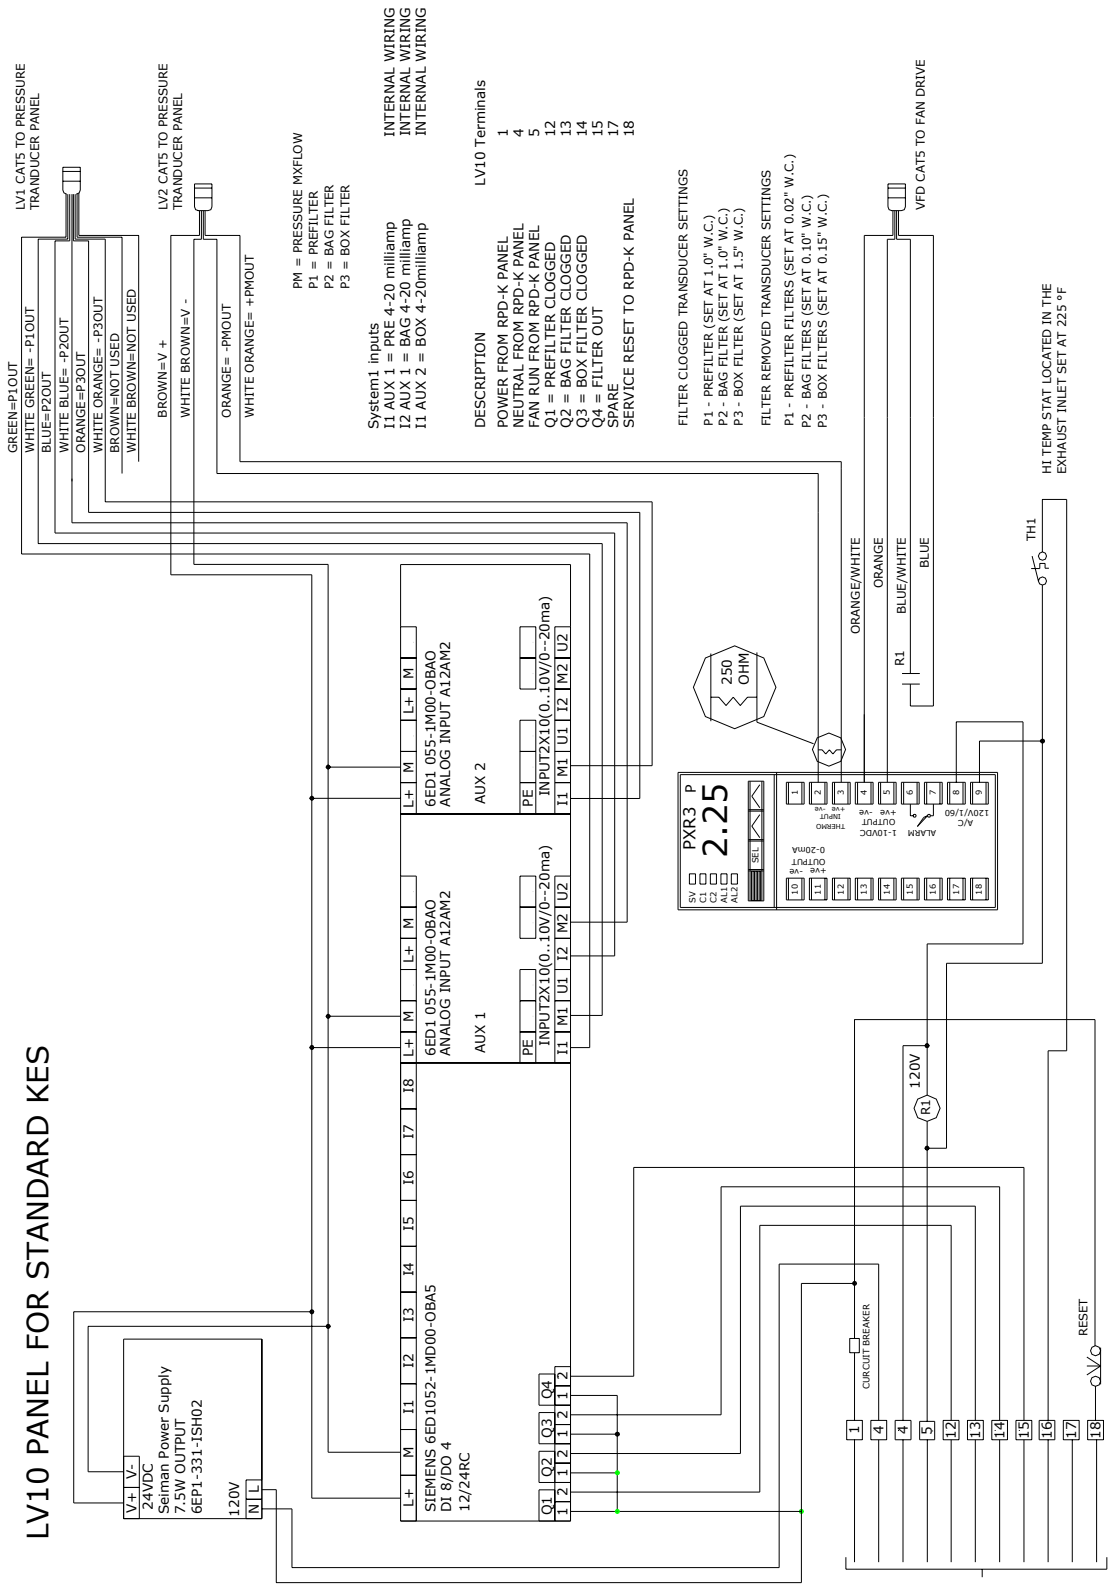 LV10 PANEL FOR STANDARD KES
V+
V-
24VDC
Seiman Power Supply
7.5W OUTPUT
6EP1-331-ISH02
120V
N
L
GREEN=P1OUT
WHITE GREEN= -P1OUT
BLUE=P2OUT
WHITE BLUE= -P2OUT
ORANGE=P3OUT
WHITE ORANGE= -P3OUT
BROWN=NOT USED
WHITE BROWN=NOT USED
LV1 CAT5 TO PRESSURE
TRANDUCER PANEL
BROWN=V +
WHITE BROWN=V -
ORANGE= -PMOUT
WHITE ORANGE= +PMOUT
LV2 CAT5 TO PRESSURE
TRANDUCER PANEL
PM = PRESSURE MXFLOW
P1 = PREFILTER
P2 = BAG FILTER
P3 = BOX FILTER
System1 inputs
I1 AUX 1 = PRE 4-20 milliamp INTERNAL WIRING
I2 AUX 1 = BAG 4-20 milliamp INTERNAL WIRING
I1 AUX 2 = BOX 4-20milliamp INTERNAL WIRING
DESCRIPTION LV10 Terminals
POWER FROM RPD-K PANEL 1
NEUTRAL FROM RPD-K PANEL 4
FAN RUN FROM RPD-K PANEL 5
Q1 = PREFILTER CLOGGED 12
Q2 = BAG FILTER CLOGGED 13
Q3 = BOX FILTER CLOGGED 14
Q4 = FILTER OUT 15
SPARE 17
SERVICE RESET TO RPD-K PANEL 18
FILTER CLOGGED TRANSDUCER SETTINGS
P1 - PREFILTER (SET AT 1.0" W.C.)
P2 - BAG FILTER (SET AT 1.0" W.C.)
P3 - BOX FILTER (SET AT 1.5" W.C.)
FILTER REMOVED TRANSDUCER SETTINGS
P1 - PREFILTER FILTERS (SET AT 0.02" W.C.)
P2 - BAG FILTERS (SET AT 0.10" W.C.)
P3 - BOX FILTERS (SET AT 0.15" W.C.)
L+ M I1 I2 I3 I4 I5 I6 I7 I8
SIEMENS 6ED1052-1MD00-OBA5
DI 8/DO 4
12/24RC
Q1 Q2 Q3 Q4
1 2 1 2 1 2 1 2
L+ M L+ M
6ED1 055-1M00-OBAO
ANALOG INPUT A12AM2
AUX 1
PE
INPUT2X10(0..10V/0--20ma)
I1 M1 U1 I2 M2 U2
L+ M L+ M
6ED1 055-1M00-OBAO
ANALOG INPUT A12AM2
AUX 2
PE
INPUT2X10(0..10V/0--20ma)
I1 M1 U1 I2 M2 U2
PXR3 P
2.25
SV
C1
C2
AL1
AL2
SEL
10
11
12
13
14
15
16
17
18
-ve
+ve
OUTPUT
0-20mA
1
2
3
4
5
6
7
8
9
-ve
+ve
INPUT
THERMO
-ve
+ve
OUTPUT
1-10VDC
ALARM
A/C
120V/1/60
250
OHM
ORANGE/WHITE
ORANGE
BLUE/WHITE
BLUE
R1
VFD CAT5 TO FAN DRIVE
TH1
HI TEMP STAT LOCATED IN THE
EXHAUST INLET SET AT 225 °F
120V
R1
CURCUIT BREAKER
RESET
1
4
4
5
12
13
14
15
16
17
18